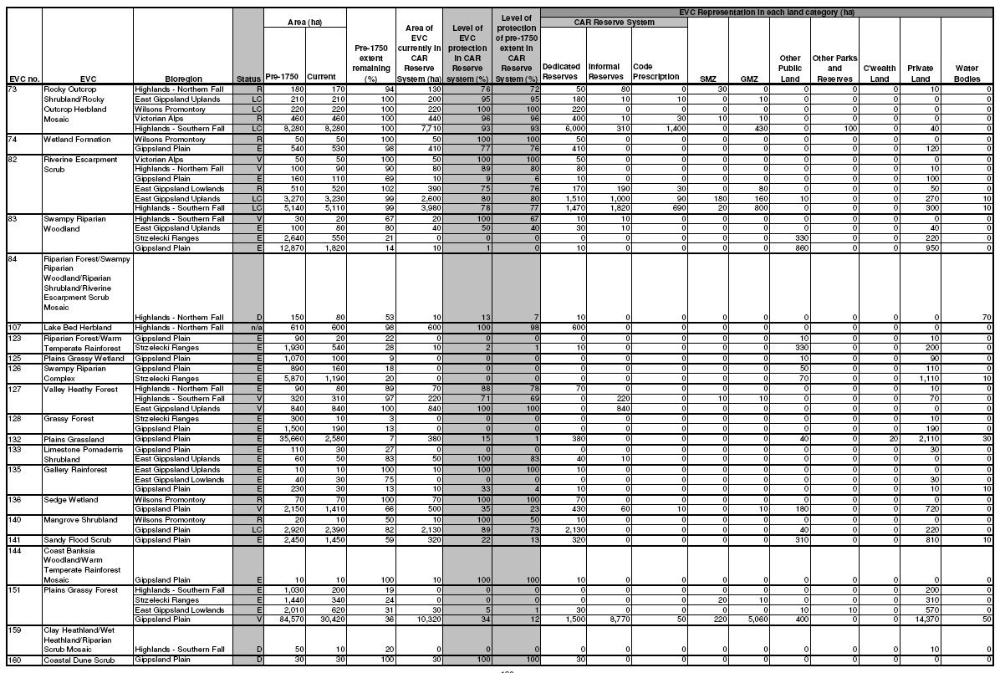 EVC Representation in each land category (ha)
Area (ha)
CAR Reserve System
EVC no. EVC Bioregion Status Pre-1750 Current Pre-1750 extent remaining (%) Area of EVC currently in CAR Reserve System (ha) Level of EVC protection in CAR Reserve system (%) Level of protection of pre-1750 extent in CAR Reserve system (%) Dedicated Reserves Informal Reserves Code Prescription SMZ GMZ Other Public Land Other Parks and Reserves C'wealth Land Private Land Water Bodies
73 Rocky Outcrop Highlands - Northern Fall R 180 170 94 130 76 72 50 80 0 30 0 0 0 0 10 0
Shrubland/Rocky East Gippsland Uplands LC 210 210 100 200 95 95 180 10 10 0 10 0 0 0 0 0
Outcrop Herbland Wilsons Promontory LC 220 220 100 220 100 100 220 0 0 0 0 0 0 0 0 0
Mosaic Victorian Alps R 460 460 100 440 96 96 400 10 30 10 10 0 0 0 0 0
Highlands - Southern Fall LC 8,280 8,280 100 7,710 93 93 6,000 310 1,400 0 430 0 100 0 40 0
74 Wetland Formation Wilsons Promontory R 50 50 100 50 100 100 50 0 0 0 0 0 0 0 0 0
Gippsland Plain E 540 530 98 410 77 76 410 0 0 0 0 0 0 0 120 0
82 Riverine Escarpment Victorian Alps V 50 50 100 50 100 100 50 0 0 0 0 0 0 0 0 0
Scrub Highlands - Northern Fall V 100 90 90 80 89 80 80 0 0 0 0 0 0 0 10 0
Gippsland Plain E 160 110 69 10 9 6 10 0 0 0 0 0 0 0 100 0
East Gippsland Lowlands R 510 520 102 390 75 76 170 190 30 0 80 0 0 0 50 0
East Gippsland Uplands LC 3,270 3,230 99 2,600 80 80 1,510 1,000 90 180 160 10 0 0 270 10
Highlands - Southern Fall LC 5,140 5,110 99 3,980 78 77 1,470 1,820 690 20 800 0 0 0 300 10
83 Swampy Riparian Highlands - Southern Fall V 30 20 67 20 100 67 10 10 0 0 0 0 0 0 0 0
Woodland East Gippsland Uplands E 100 80 80 40 50 40 30 10 0 0 0 0 0 0 40 0
Strzelecki Ranges E 2,640 550 21 0 0 0 0 0 0 0 0 330 0 0 220 0
Gippsland Plain E 12,870 1,820 14 10 1 0 10 0 0 0 0 860 0 0 950 0
84 Riparian Forest/Swampy
Riparian
Woodland/Riparian
Shrubland/Riverine
Escarpment Scrub
Mosaic
Highlands - Northern Fall D 150 80 53 10 13 7 10 0 0 0 0 0 0 0 0 70
107 Lake Bed Herbland Highlands - Northern Fall n/a 610 600 98 600 100 98 600 0 0 0 0 0 0 0 0 0
123 Riparian Forest/Warm Gippsland Plain E 90 20 22 0 0 0 0 0 0 0 0 10 0 0 10 0
Temperate Rainforest Strzelecki Ranges E 1,930 540 28 10 2 1 10 0 0 0 0 330 0 0 200 0
125 Plains Grassy Wetland Gippsland Plain E 1,070 100 9 0 0 0 0 0 0 0 0 10 0 0 90 0
126 Swampy Riparian Gippsland Plain E 890 160 18 0 0 0 0 0 0 0 0 50 0 0 110 0
Complex Strzelecki Ranges E 5,870 1,190 20 0 0 0 0 0 0 0 0 70 0 0 1,110 10
127 Valley Heathy Forest Highlands - Northern Fall E 90 80 89 70 88 78 70 0 0 0 0 0 0 0 10 0
Highlands - Southern Fall V 320 310 97 220 71 69 0 220 0 10 10 0 0 0 70 0
East Gippsland Uplands V 840 840 100 840 100 100 0 840 0 0 0 0 0 0 0 0
128 Grassy Forest Strzelecki Ranges E 300 10 3 0 0 0 0 0 0 0 0 0 0 0 10 0
Gippsland Plain E 1,500 190 13 0 0 0 0 0 0 0 0 0 0 0 190 0
132 Plains Grassland Gippsland Plain E 35,660 2,580 7 380 15 1 380 0 0 0 0 40 0 20 2,110 30
133 Limestone Pomaderris Gippsland Plain E 110 30 27 0 0 0 0 0 0 0 0 0 0 0 30 0
Shrubland East Gippsland Uplands E 60 50 83 50 100 83 40 10 0 0 0 0 0 0 0 0
135 Gallery Rainforest East Gippsland Uplands E 10 10 100 10 100 100 10 0 0 0 0 0 0 0 0 0
East Gippsland Lowlands E 40 30 75 0 0 0 0 0 0 0 0 0 0 0 30 0
Gippsland Plain E 230 30 13 10 33 4 10 0 0 0 0 0 0 0 10 10
136 Sedge Wetland Wilsons Promontory R 70 70 100 70 100 100 70 0 0 0 0 0 0 0 0 0
Gippsland Plain V 2,150 1,410 66 500 35 23 430 60 10 0 10 180 0 0 720 0
140 Mangrove Shrubland Wilsons Promontory R 20 10 50 10 100 50 10 0 0 0 0 0 0 0 0 0
Gippsland Plain LC 2,920 2,390 82 2,130 89 73 2,130 0 0 0 0 40 0 0 220 0
141 Sandy Flood Scrub Gippsland Plain E 2,450 1,450 59 320 22 13 320 0 0 0 0 310 0 0 810 10
144 Coast Banksia
Woodland/Warm
Temperate Rainforest
Mosaic Gippsland Plain E 10 10 100 10 100 100 10 0 0 0 0 0 0 0 0 0
151 Plains Grassy Forest Highlands - Southern Fall E 1,030 200 19 0 0 0 0 0 0 0 0 0 0 0 200 0
Strzelecki Ranges E 1,440 340 24 0 0 0 0 0 0 20 10 0 0 0 310 0
East Gippsland Lowlands E 2,010 620 31 30 5 1 30 0 0 0 0 10 10 0 570 0
Gippsland Plain V 84,570 30,420 36 10,320 34 12 1,500 8,770 50 220 5,060 400 0 0 14,370 50
159 Clay Heathland/Wet
Heathland/Riparian
Scrub Mosaic Highlands - Southern Fall D 50 10 20 0 0 0 0 0 0 0 0 0 0 0 10 0
160 Coastal Dune Scrub Gippsland Plain D 30 30 100 30 100 100 30 0 0 0 0 0 0 0 0 0